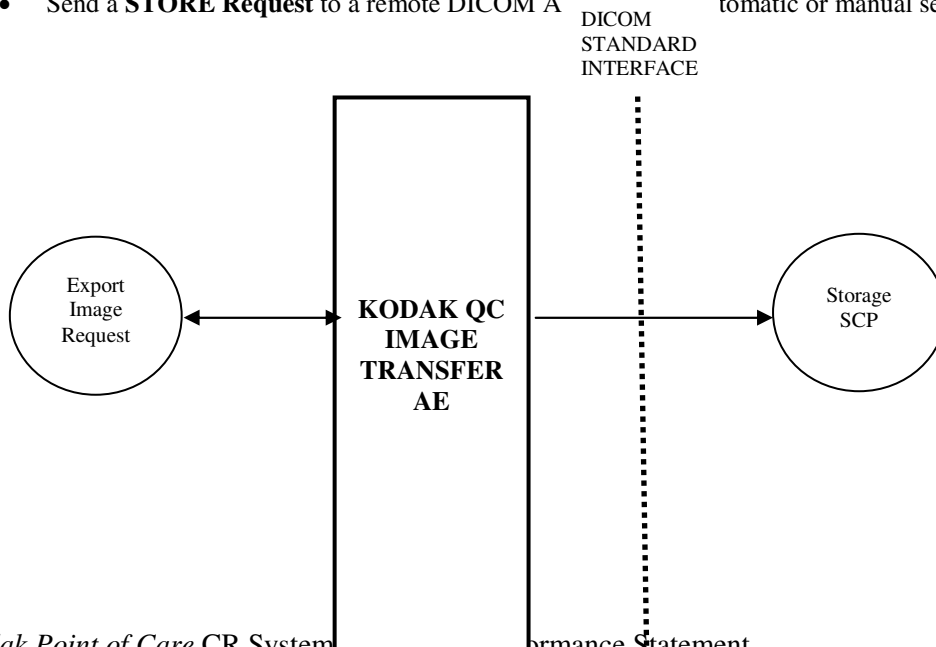 • Send a STORE Request to a remote DICOM A
tomatic or manual se
DICOM
STANDARD
INTERFACE
Export
Image
Request
KODAK QC
IMAGE
TRANSFER
AE
Storage
SCP
ak Point of Care CR System
ormance Statement